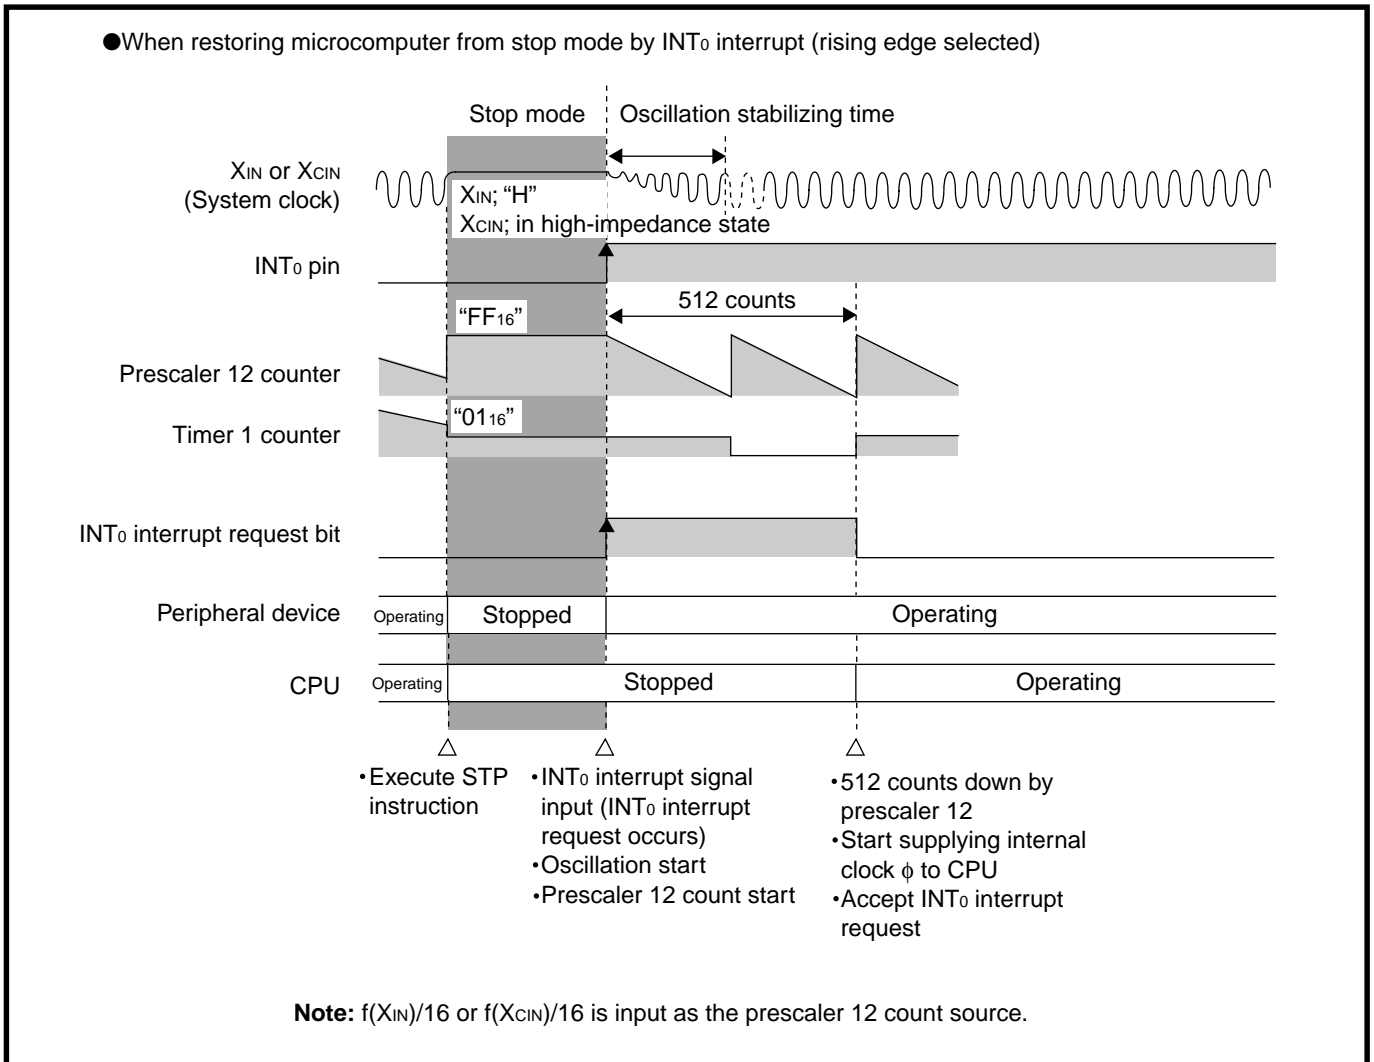 ●When restoring microcomputer from stop mode by INT0 interrupt (rising edge selected)
Stop mode
Oscillation stabilizing time
XIN or XCIN
(System clock)
XIN; “H”
XCIN; in high-impedance state
INT0 pin
512 counts
“FF16”
Prescaler 12 counter
“0116”
Timer 1 counter
INT0 interrupt request bit
Peripheral device
Operating
Stopped
Operating
CPU
Operating
Stopped
Operating
•Execute STP
instruction
•INT0 interrupt signal
input (INT0 interrupt
request occurs)
•Oscillation start
•Prescaler 12 count start
•512 counts down by
prescaler 12
•Start supplying internal
clock ϕ to CPU
•Accept INT0 interrupt
request
Note: f(XIN)/16 or f(XCIN)/16 is input as the prescaler 12 count source.